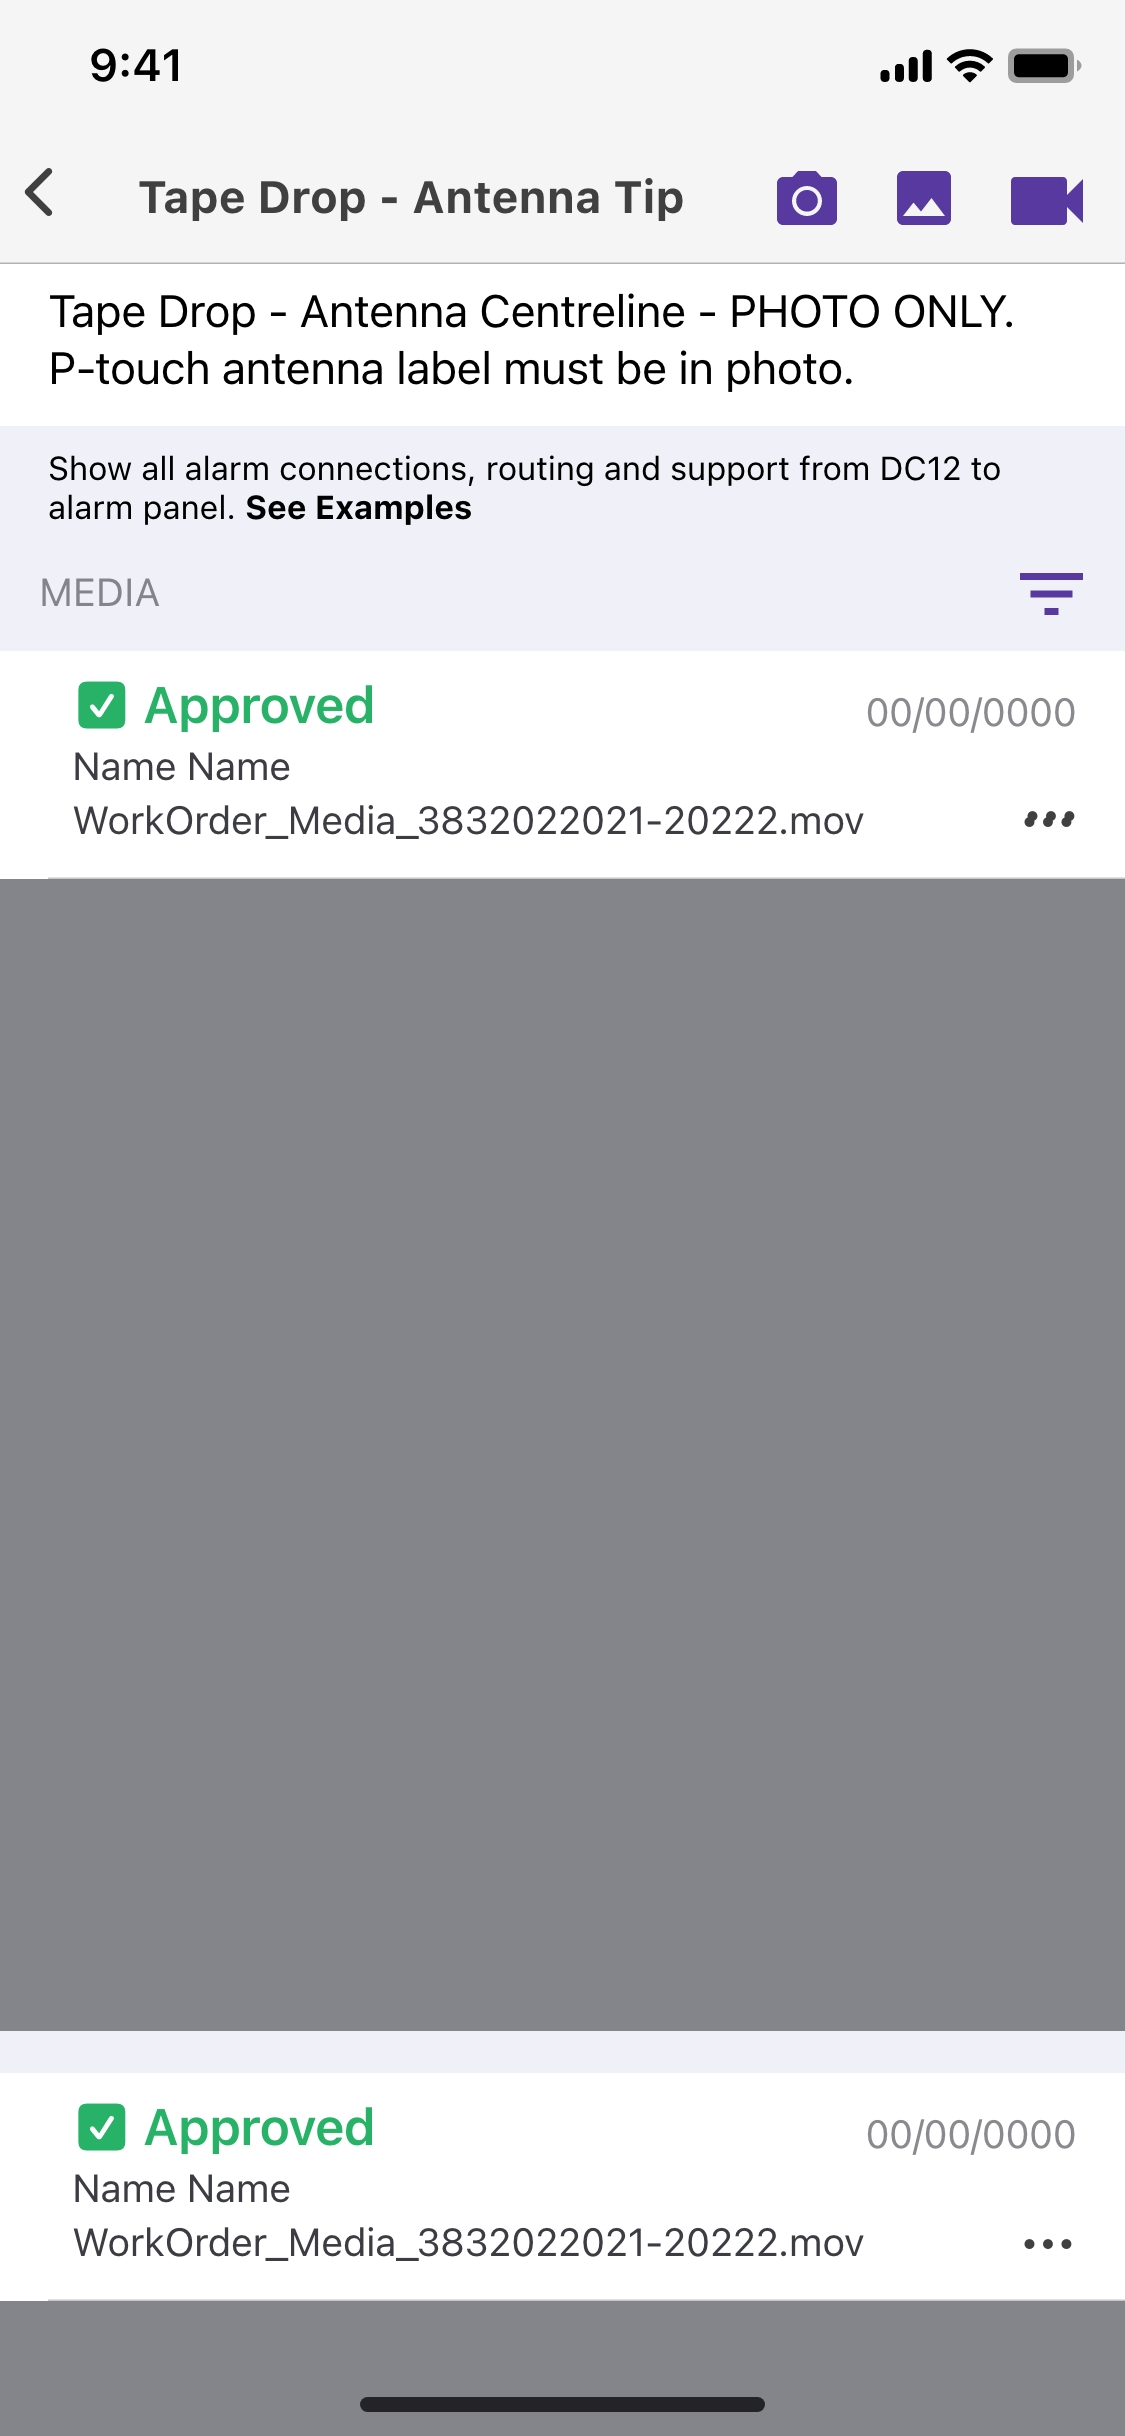 9:41
Tape Drop - Antenna Tip
Tape Drop - Antenna Centreline - PHOTO ONLY.
P-touch antenna label must be in photo.
Show all alarm connections, routing and support from DC12 to
alarm panel. See Examples
MEDIA
Approved
00/00/0000
Name Name
WorkOrder_Media_3832022021-20222.mov
Approved
00/00/0000
Name Name
WorkOrder_Media_3832022021-20222.mov